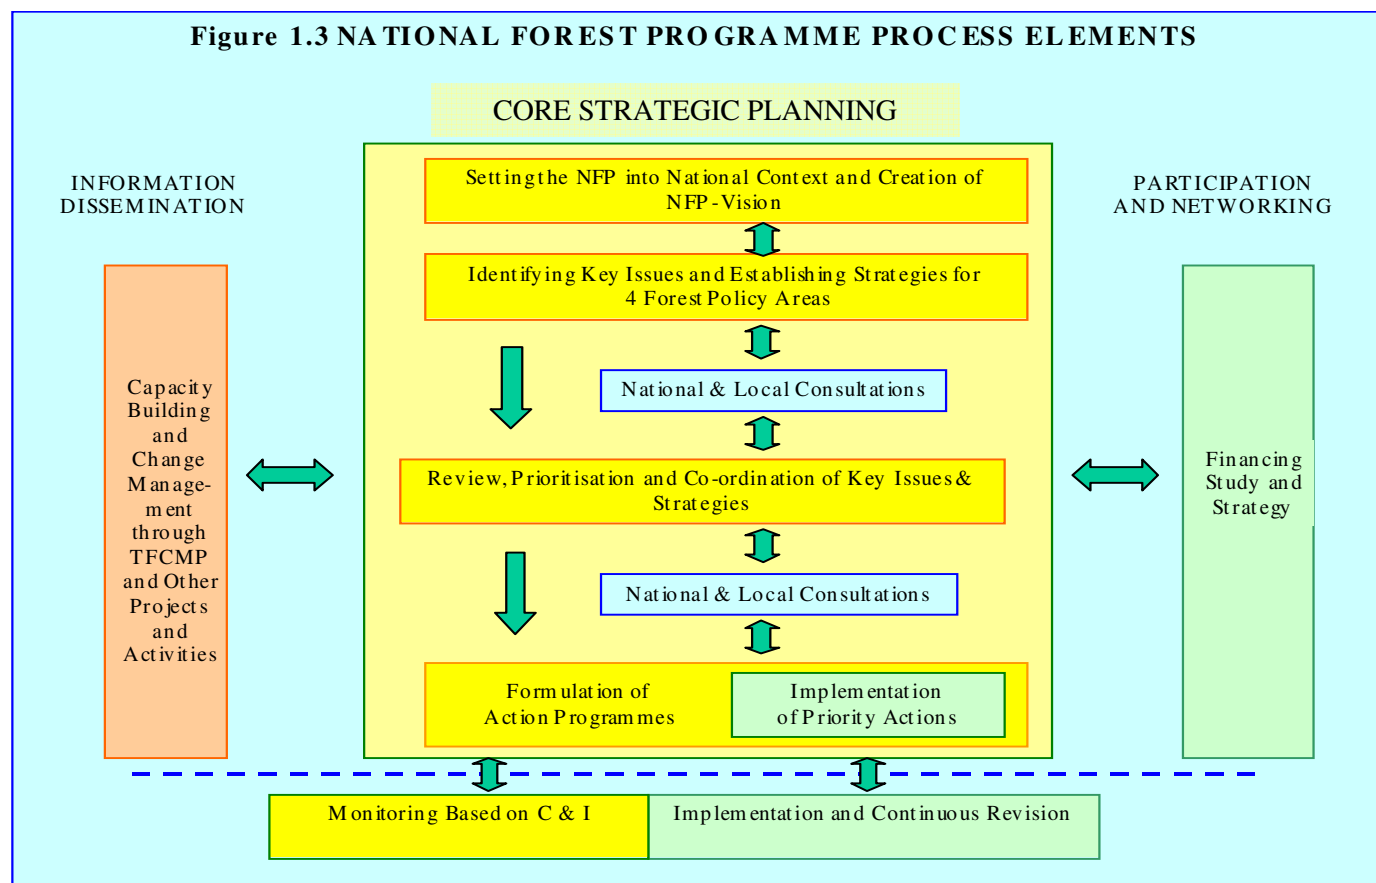 Figure 1.3 NATIONAL FOREST PROGRAMME PROCESS ELEMENTS
CORE STRATEGIC PLANNING
INFORMATION
DISSEMINATION
Setting the NFP into National Context and Creation of
NFP-Vision
PARTICIPATION
AND NETWORKING
Identifying Key Issues and Establishing Strategies for
4 Forest Policy Areas
National & Local Consultations
Review, Prioritisation and Co-ordination of Key Issues &
Strategies
National & Local Consultations
Formulation of
Action Programmes
Implementation
of Priority Actions
Capacity
Building
and
Change
Manage-
ment
through
TFCMP
and Other
Projects
and
Activities
Financing
Study and
Strategy
Monitoring Based on C & I
Implementation and Continuous Revision